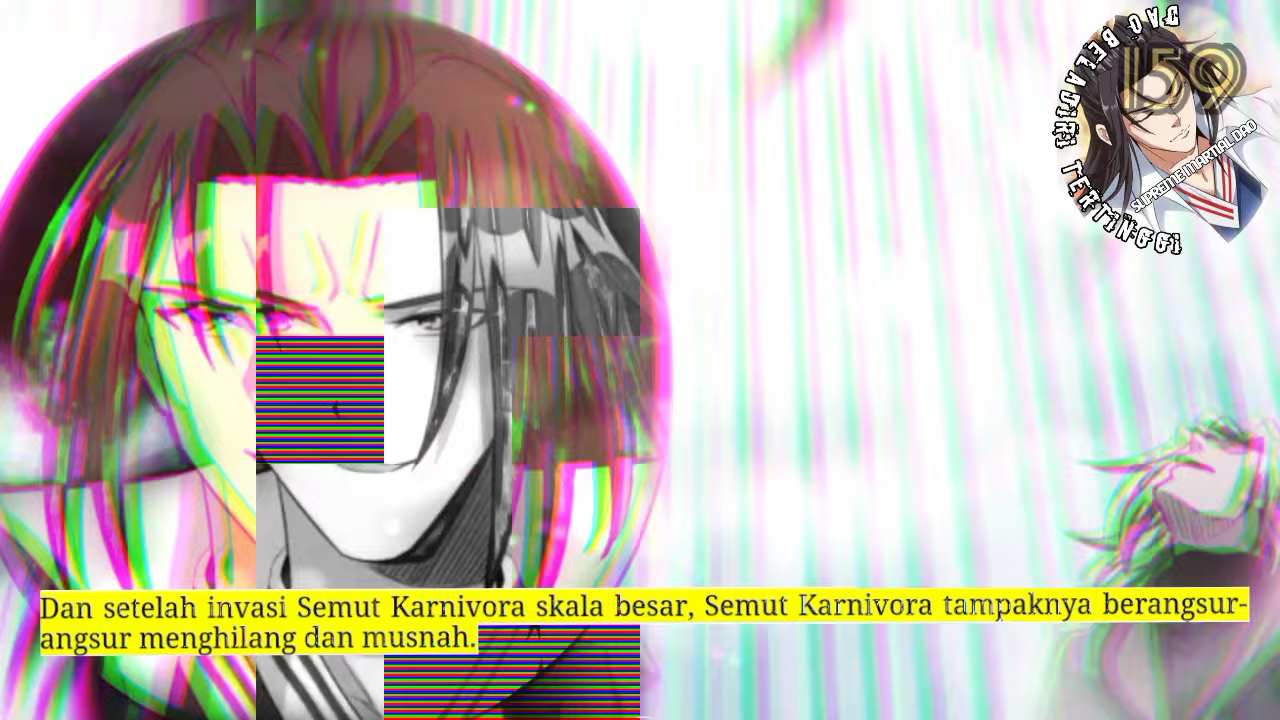 DAO BELADIRI TERTINGGI
159
SUPREME MARTIAL DAO
Dan setelah invasi Semut Karnivora skala besar, Semut Karnivora tampaknya berangsur-
angsur menghilang dan musnah.